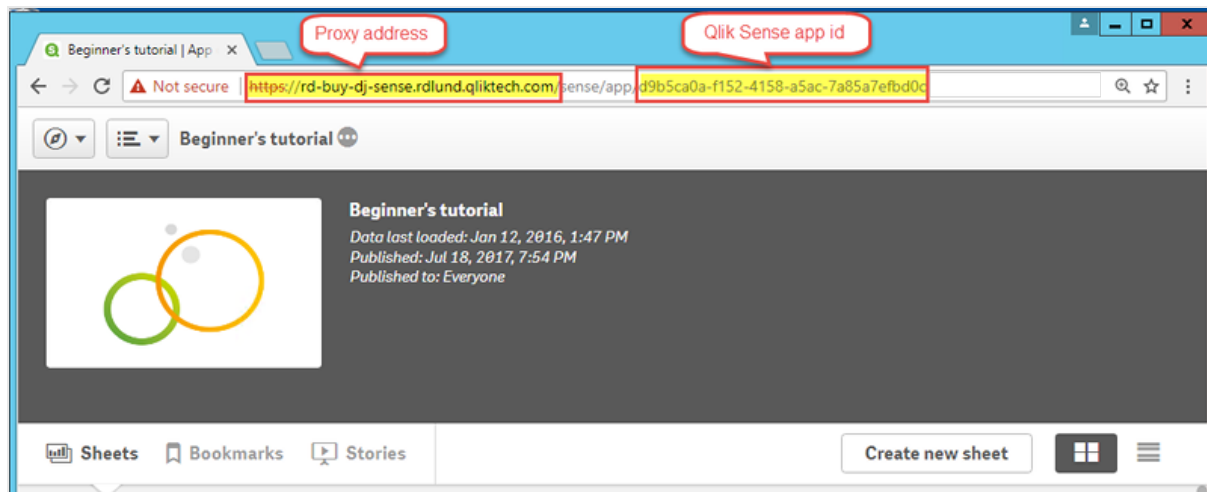 Proxy address
Qlik Sense app id
Beginner's tutorial | App
Not secure
https://rd-buy-dj-sense.rdlund.qliktech.com/sense/app/d9b5ca0a-f152-4158-a5ac-7a85a7efbd0d
Beginner's tutorial
Beginner's tutorial
Data last loaded: Jan 12, 2016, 1:47 PM
Published: Jul 18, 2017, 7:54 PM
Published to: Everyone
Sheets Bookmarks Stories Create new sheet